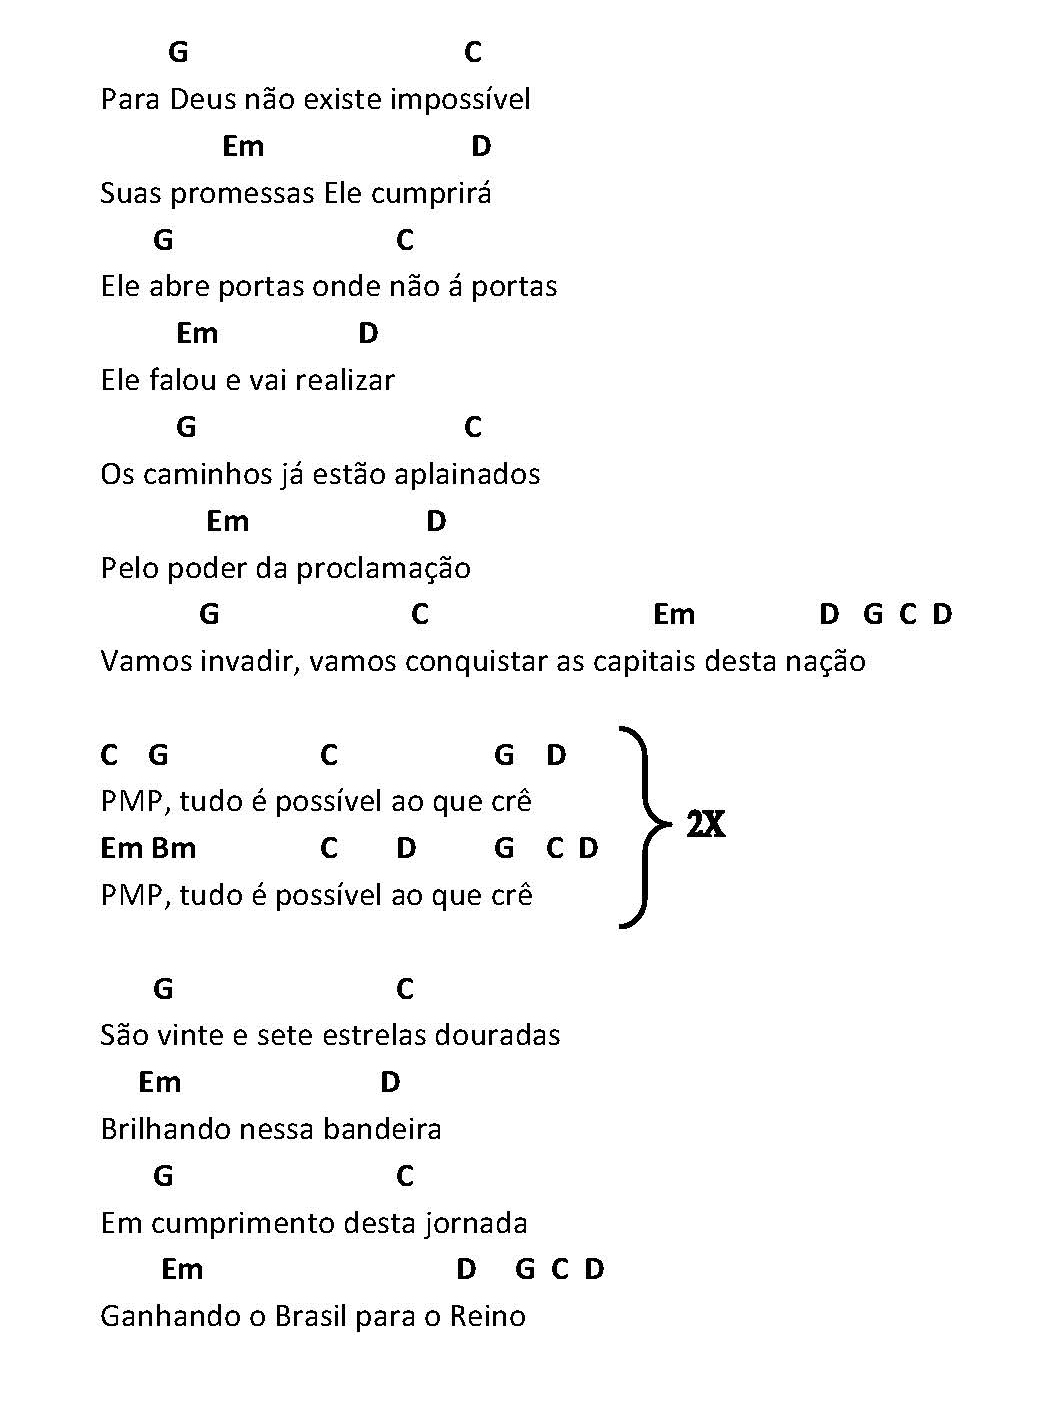 G C
Para Deus não existe impossível
Em D
Suas promessas Ele cumprirá
G C
Ele abre portas onde não á portas
Em D
Ele falou e vai realizar
G C
Os caminhos já estão aplainados
Em D
Pelo poder da proclamação
G C Em D G C D
Vamos invadir, vamos conquistar as capitais desta nação
C G C G D
PMP, tudo é possível ao que crê
Em Bm C D G C D
PMP, tudo é possível ao que crê
2X
G C
São vinte e sete estrelas douradas
Em D
Brilhando nessa bandeira
G C
Em cumprimento desta jornada
Em D G C D
Ganhando o Brasil para o Reino